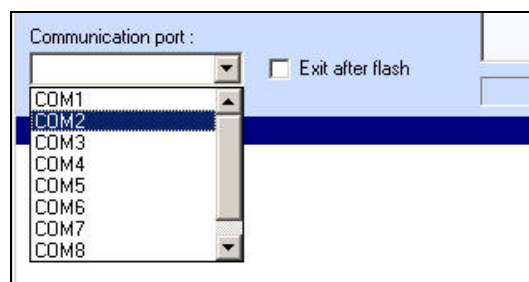 Communication port :
Exit after flash
COM1
COM2
COM3
COM4
COM5
COM6
COM7
COM8